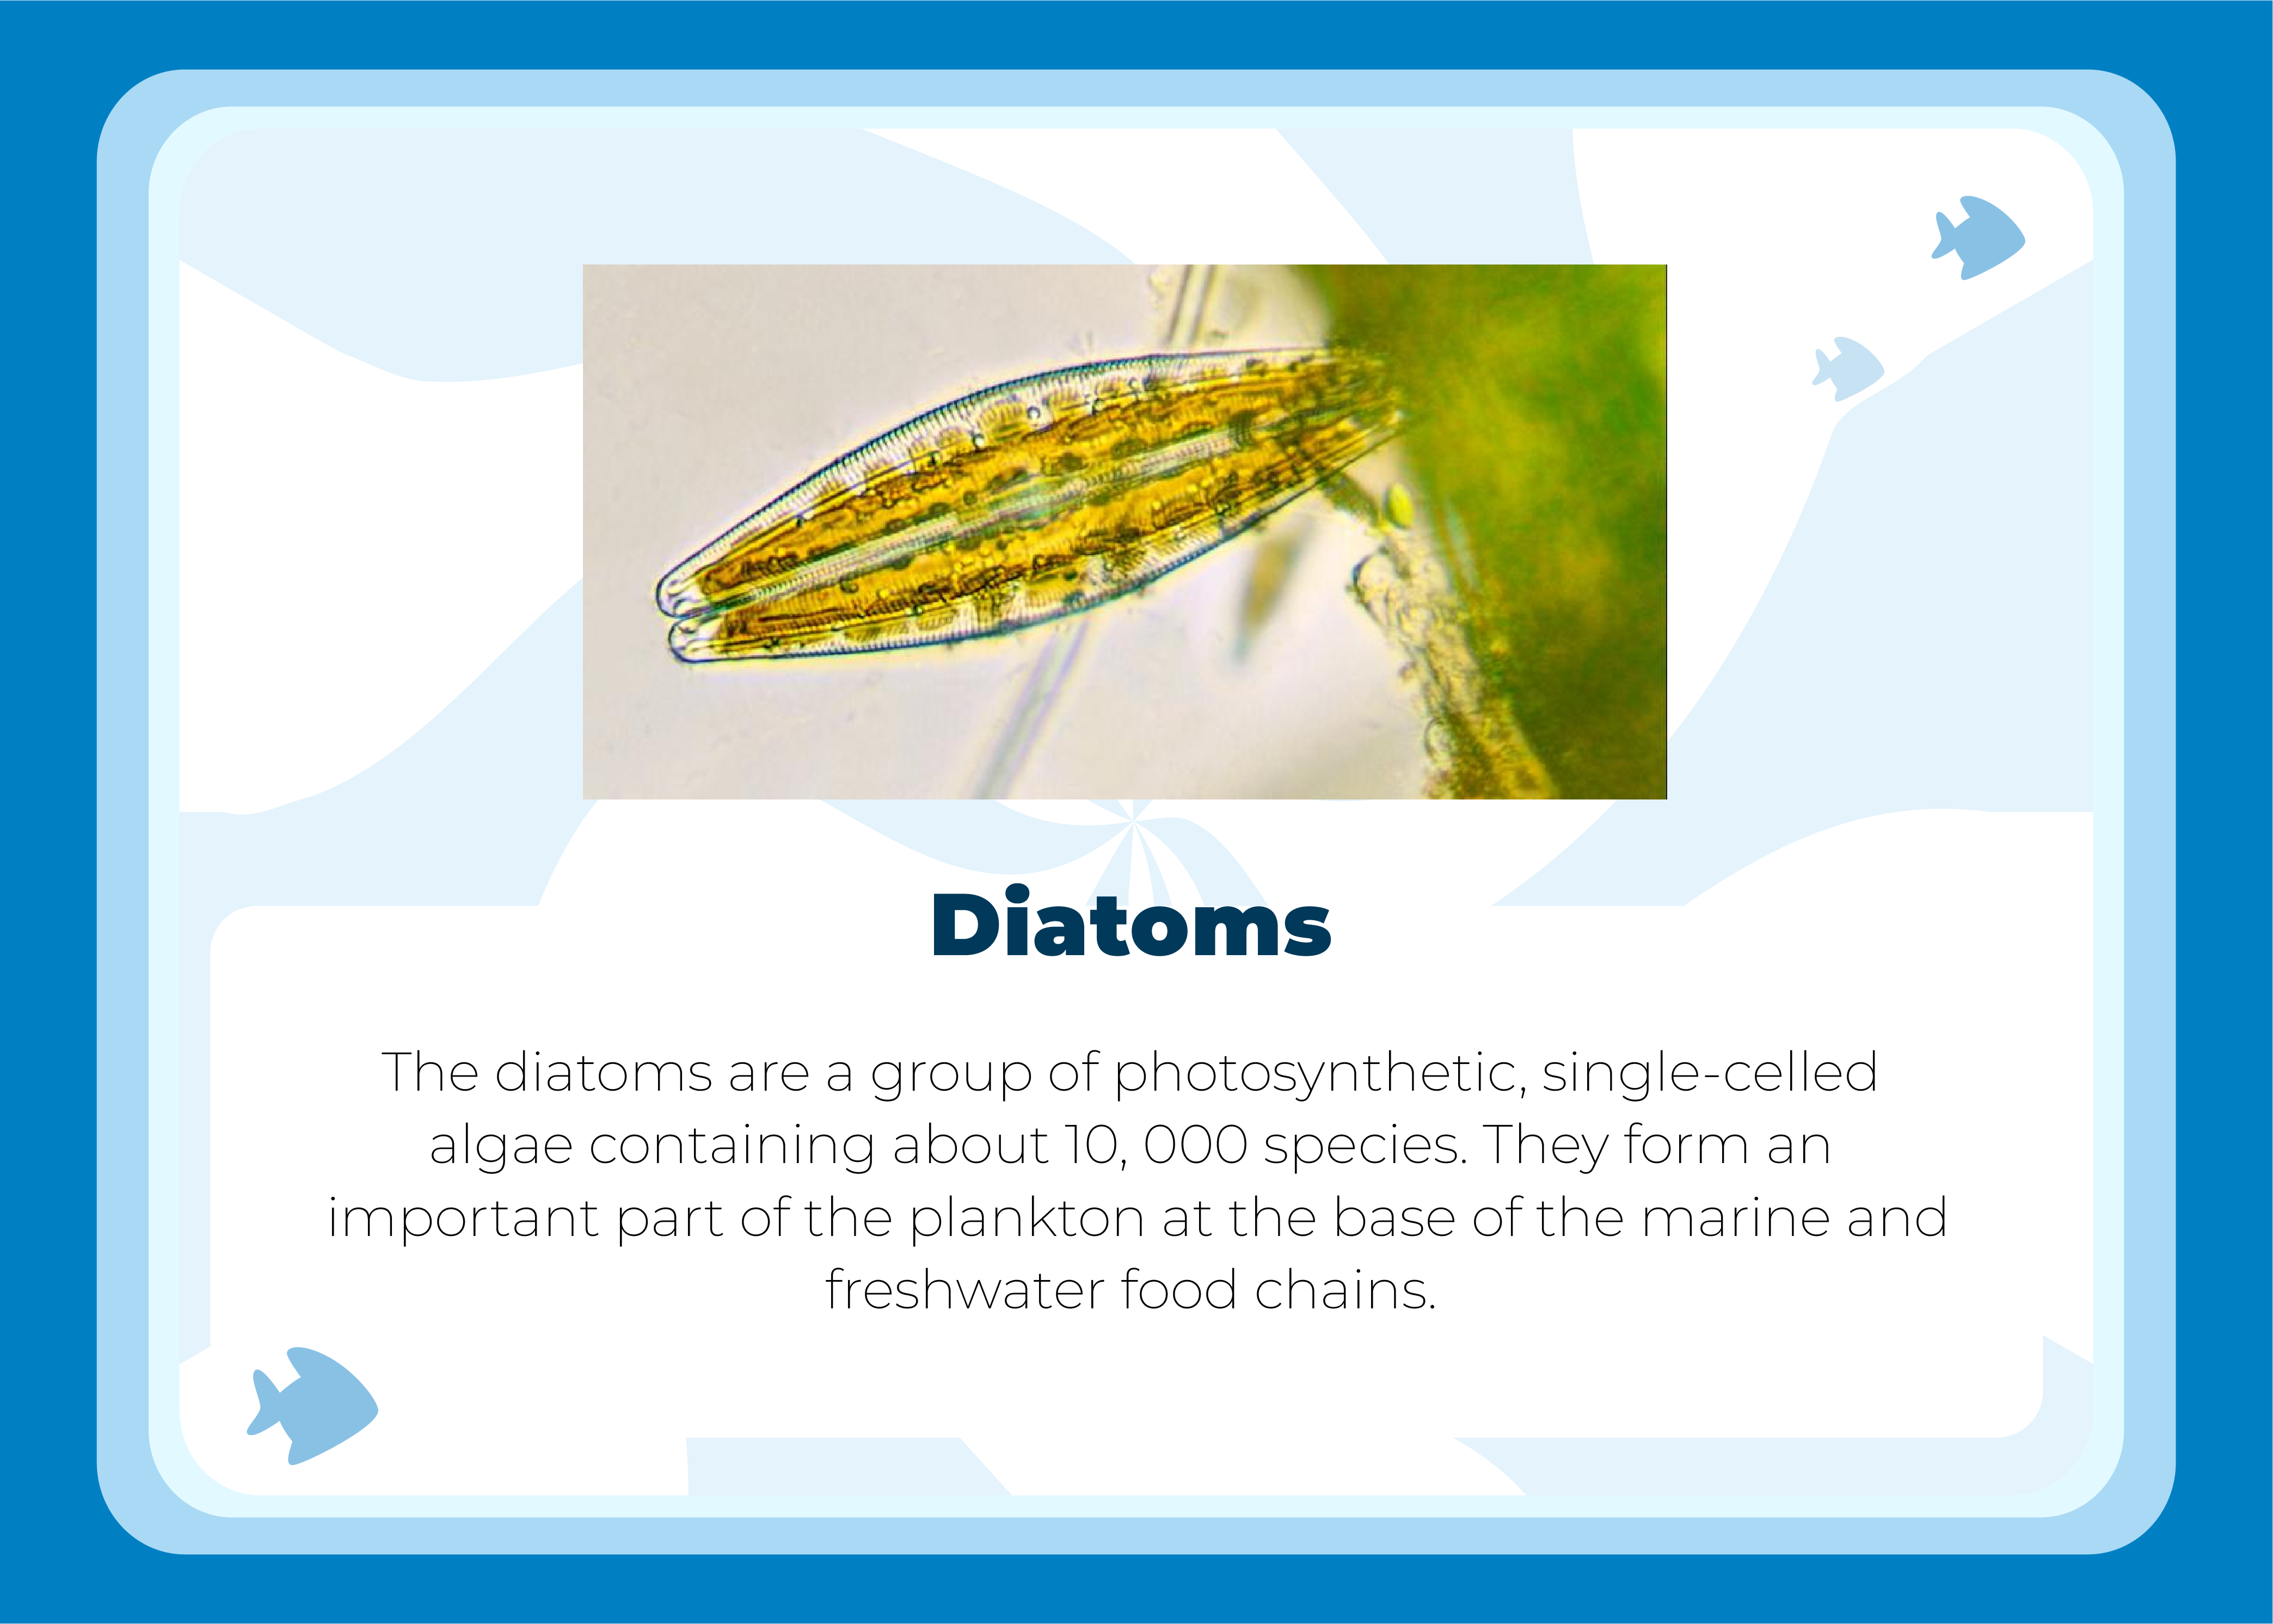 Diatoms
The diatoms are a group of photosynthetic, single-celled
algae containing about 10, 000 species. They form an
important part of the plankton at the base of the marine and
freshwater food chains.